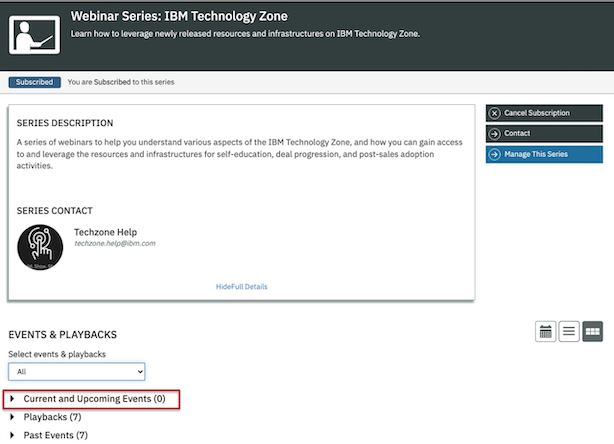 Webinar Series: IBM Technology Zone
Learn how to leverage newly released resources and infrastructures on IBM Technology Zone.
Subscribed
You are Subscribed to this series
SERIES DESCRIPTION
A series of webinars to help you understand various aspects of the IBM Technology Zone, and how you can gain access
to and leverage the resources and infrastructures for self-education, deal progression, and post-sales adoption
activities.
SERIES CONTACT
Techzone Help
techzone.help@ibm.com
HideFull Details
Cancel Subscription
Contact
Manage This Series
EVENTS & PLAYBACKS
Select events & playbacks
All
Current and Upcoming Events (0)
Playbacks (7)
Past Events (7)